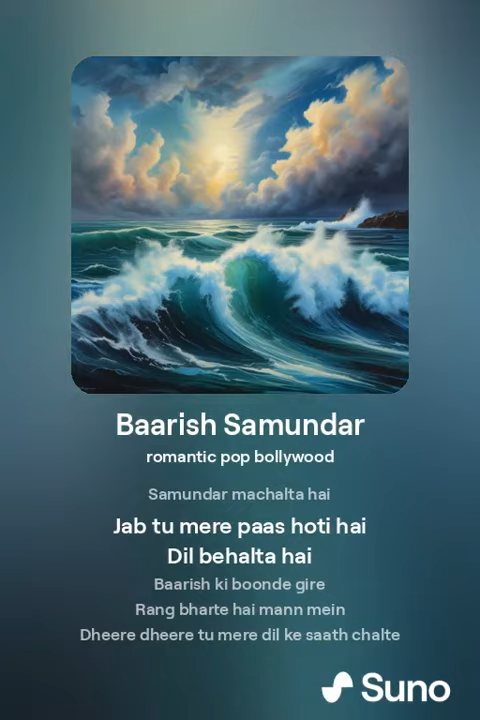 Baarish Samundar
romantic pop bollywood
Samundar machalta hai
Jab tu mere paas hoti hai
Dil behalta hai
Baarish ki boonde gire
Rang bharte hai mann mein
Dheere dheere tu mere dil ke saath chalte
Suno